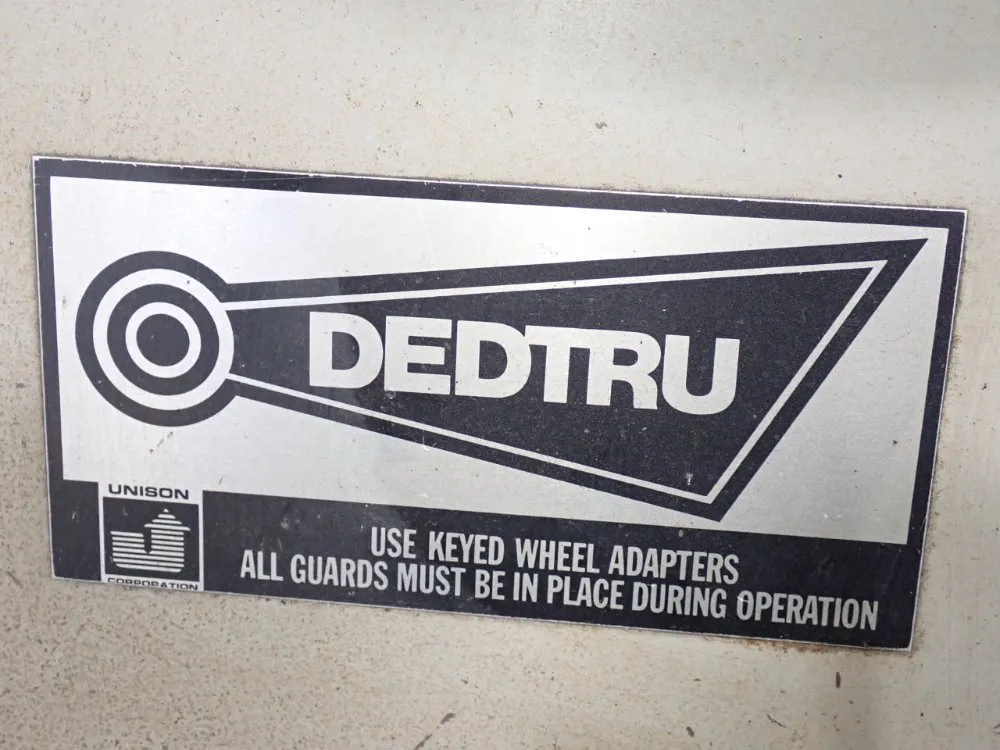 DEDTRU
UNISON
CORPORATION
USE KEYED WHEEL ADAPTERS
ALL GUARDS MUST BE IN PLACE DURING OPERATION